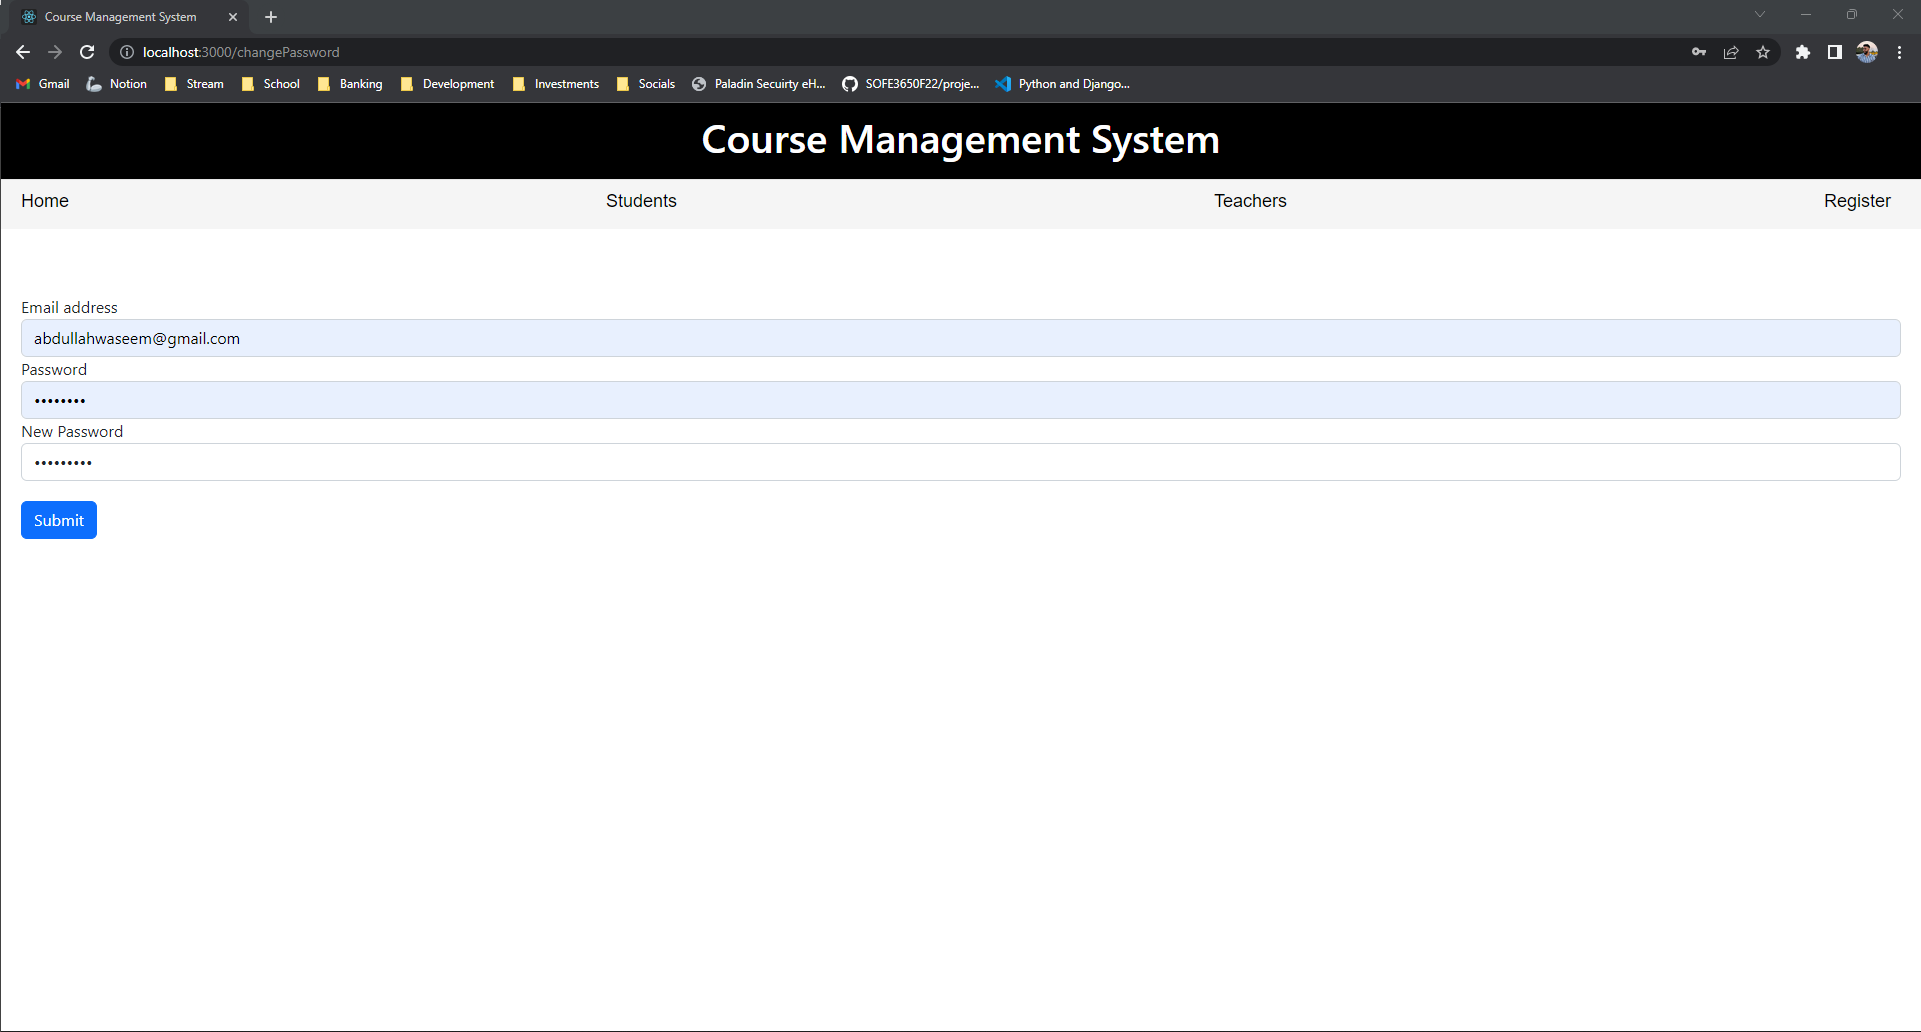 Course Management System
localhost:3000/changePassword
Gmail Notion Stream School Banking Development Investments Socials Paladin Secuirty eH... SOFE3650F22/proje... Python and Django...
Course Management System
Home Students Teachers Register
Email address
abdullahwaseem@gmail.com
Password
••••••••
New Password
•••••••••
Submit